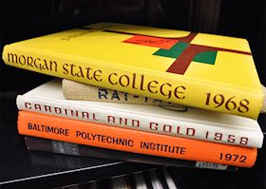 MORGAN STATE COLLEGE 1968
CARDINAL AND GOLD 1958
BALTIMORE POLYTECHNIC INSTITUTE 1972